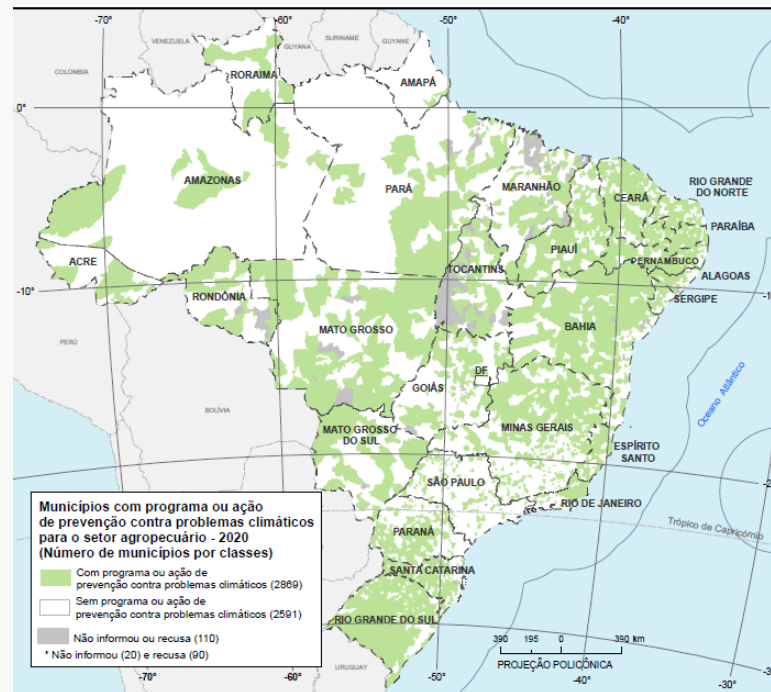 -70°
-60°
-50°
-40°
VENEZUELA
SURINAME
GUYANA
GUYANE
COLOMBIA
RORAIMA
AMAPÁ
0°
AMAZONAS
PARÁ
MARANHÃO
CEARÁ
RIO GRANDE
DO NORTE
PARAÍBA
PIAUÍ
PERNAMBUCO
ACRE
TOCANTINS
ALAGOAS
-10°
RONDÔNIA
SERGIPE
-10
MATO GROSSO
BAHIA
PERÚ
DF
GOIÁS
Oceano Atlântico
BOLÍVIA
MATO GROSSO
DO SUL
MINAS GERAIS
ESPÍRITO
SANTO
SÃO PAULO
RIO DE JANEIRO
Trópico de Capricórnio
PARANÁ
SANTA CATARINA
RIO GRANDE DO SUL
URUGUAY
Municípios com programa ou ação
de prevenção contra problemas climáticos
para o setor agropecuário - 2020
(Número de municípios por classes)
Com programa ou ação de
prevenção contra problemas climáticos (2869)
Sem programa ou ação de
prevenção contra problemas climáticos (2591)
Não informou ou recusa (110)
* Não informou (20) e recusa (90)
390 195 0 390 km
PROJEÇÃO POLICÔNICA
-50°
-40°
-30°